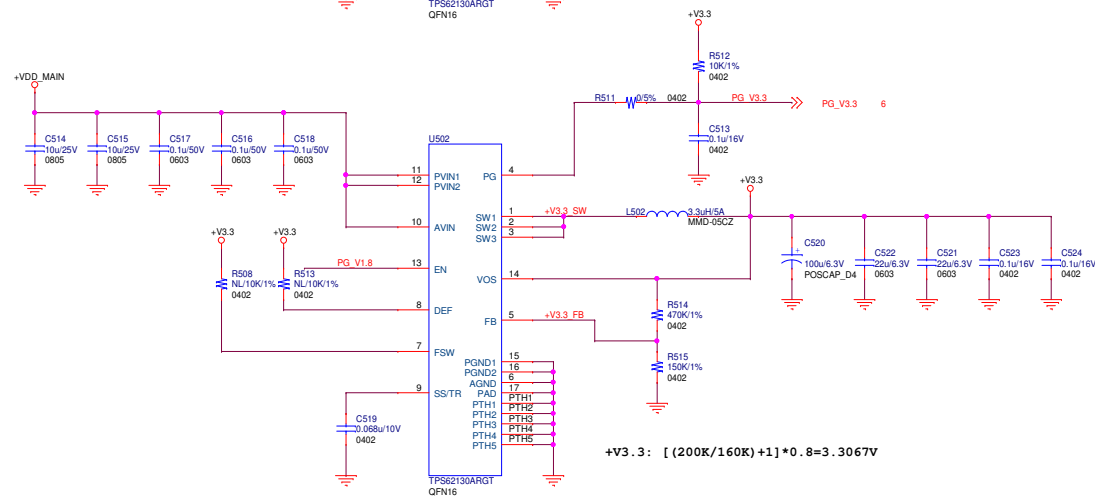 TPS62130ARGT
QFN16
+V3.3
R512
10K/1%
0402
+VDD_MAIN
R511
0/5%
0402
PG_V3.3
PG_V3.3
6
C514
10u/25V
0805
C515
10u/25V
0805
C517
0.1u/50V
0603
C516
0.1u/50V
0603
C518
0.1u/50V
0603
C513
0.1u/16V
0402
U502
11
PVIN1
12
PVIN2
PG
4
+V3.3
10
AVIN
SW1
1
+V3.3_SW
SW2
2
SW3
3
L502
3.3uH/5A
MMD-05CZ
+V3.3
+V3.3
PG_V1.8
13
EN
VOS
14
C520
+
100u/6.3V
POSCAP_D4
C522
22u/6.3V
0603
C521
22u/6.3V
0603
C523
0.1u/16V
0402
C524
0.1u/16V
0402
R508
NL/10K/1%
0402
R513
NL/10K/1%
0402
8
DEF
FB
5
+V3.3_FB
R514
470K/1%
0402
7
FSW
R515
150K/1%
0402
PGND1
15
PGND2
16
AGND
6
PAD
17
PTH1
PTH1
PTH2
PTH2
PTH3
PTH3
PTH4
PTH4
PTH5
PTH5
9
SS/TR
C519
0.068u/10V
0402
+V3.3: [(200K/160K)+1]*0.8=3.3067V
TPS62130ARGT
QFN16